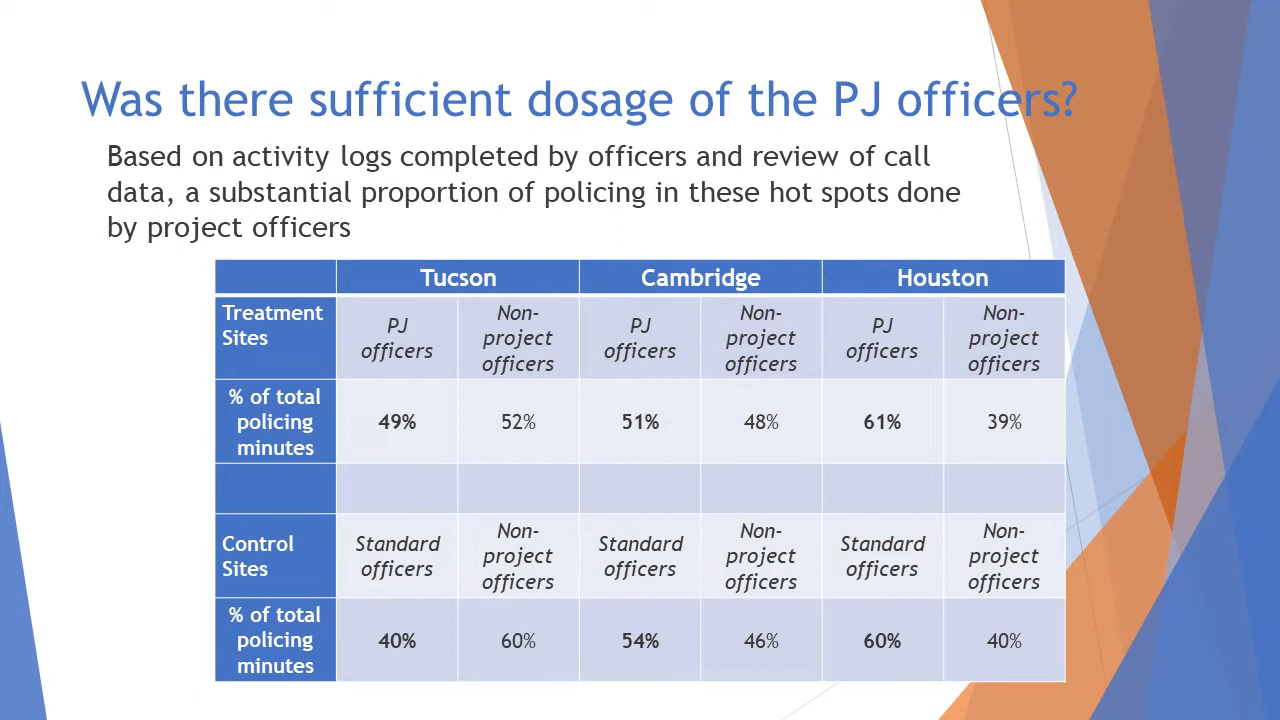 Was there sufficient dosage of the PJ officers?
Based on activity logs completed by officers and review of call
data, a substantial proportion of policing in these hot spots done
by project officers
Tucson Cambridge Houston
Treatment
Sites
PJ
officers
Non-
project
officers
PJ
officers
Non-
project
officers
PJ
officers
Non-
project
officers
% of total
policing
minutes
49% 52% 51% 48% 61% 39%
Control
Sites
Standard
officers
Non-
project
officers
Standard
officers
Non-
project
officers
Standard
officers
Non-
project
officers
% of total
policing
minutes
40% 60% 54% 46% 60% 40%